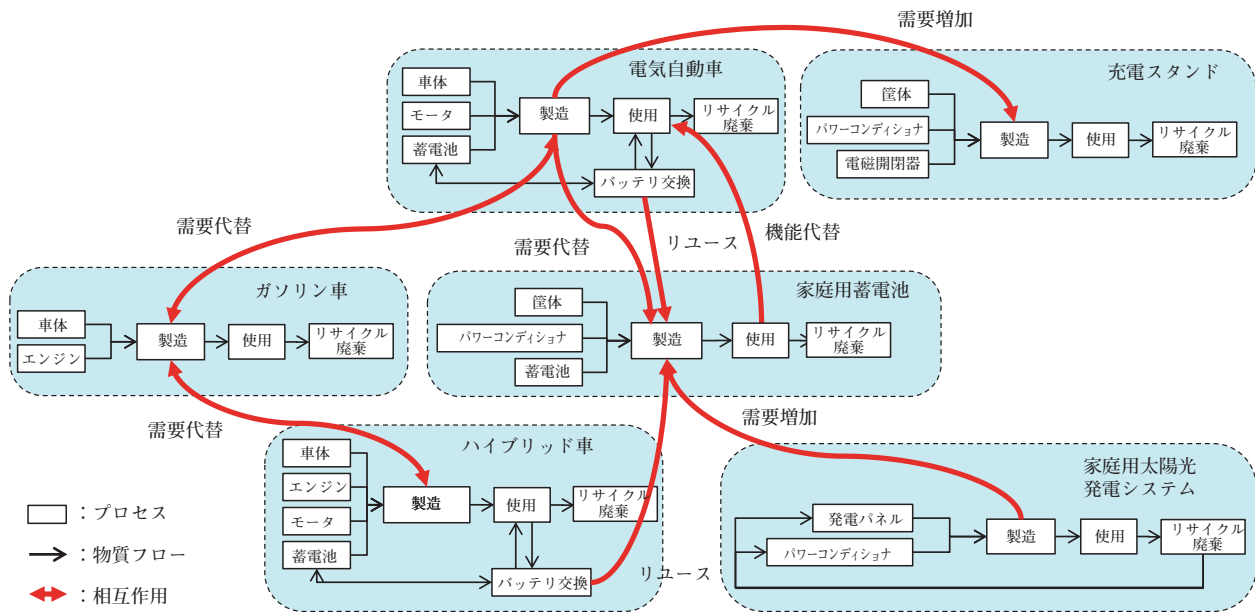 需要増加
電気自動車
車体
モータ
蓄電池
製造
使用
リサイクル
廃棄
バッテリ交換
充電スタンド
筐体
パワーコンディショナ
電磁開閉器
製造
使用
リサイクル
廃棄
需要代替
需要代替
リユース
機能代替
ガソリン車
車体
エンジン
製造
使用
リサイクル
廃棄
家庭用蓄電池
筐体
パワーコンディショナ
蓄電池
製造
使用
リサイクル
廃棄
需要代替
需要増加
ハイブリッド車
車体
エンジン
モータ
蓄電池
製造
使用
リサイクル
廃棄
バッテリ交換
リユース
家庭用太陽光
発電システム
発電パネル
パワーコンディショナ
製造
使用
リサイクル
廃棄
：プロセス
：物質フロー
：相互作用